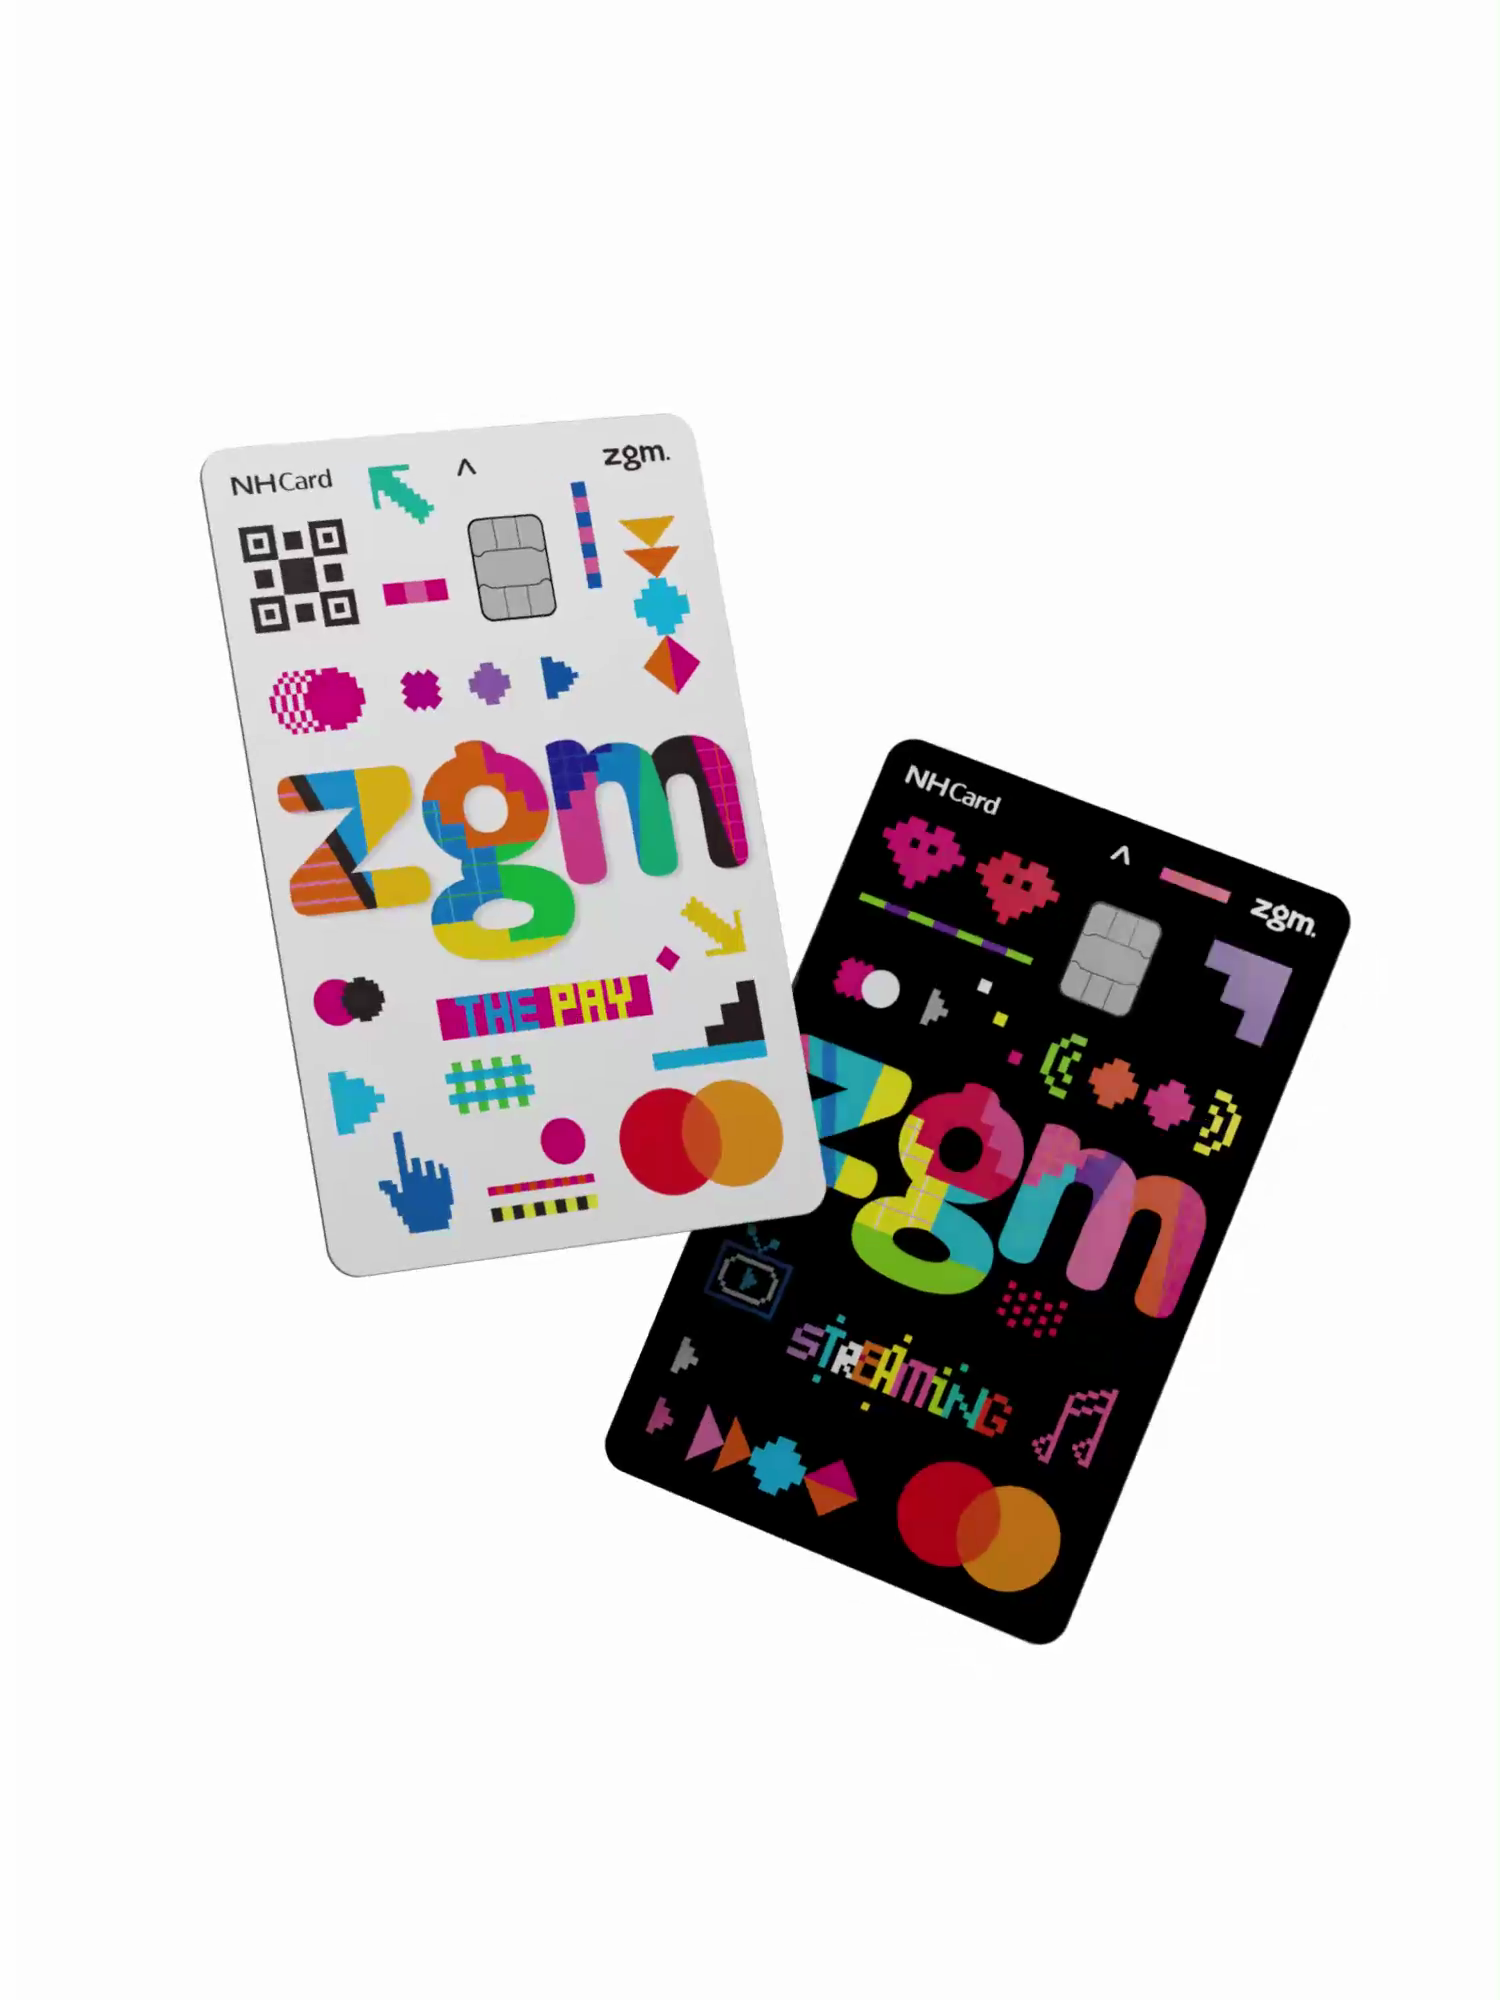 NHCard
^
zgm.
zgm
THE PAY
NHCard
^
zgm.
zgm
STREAMING